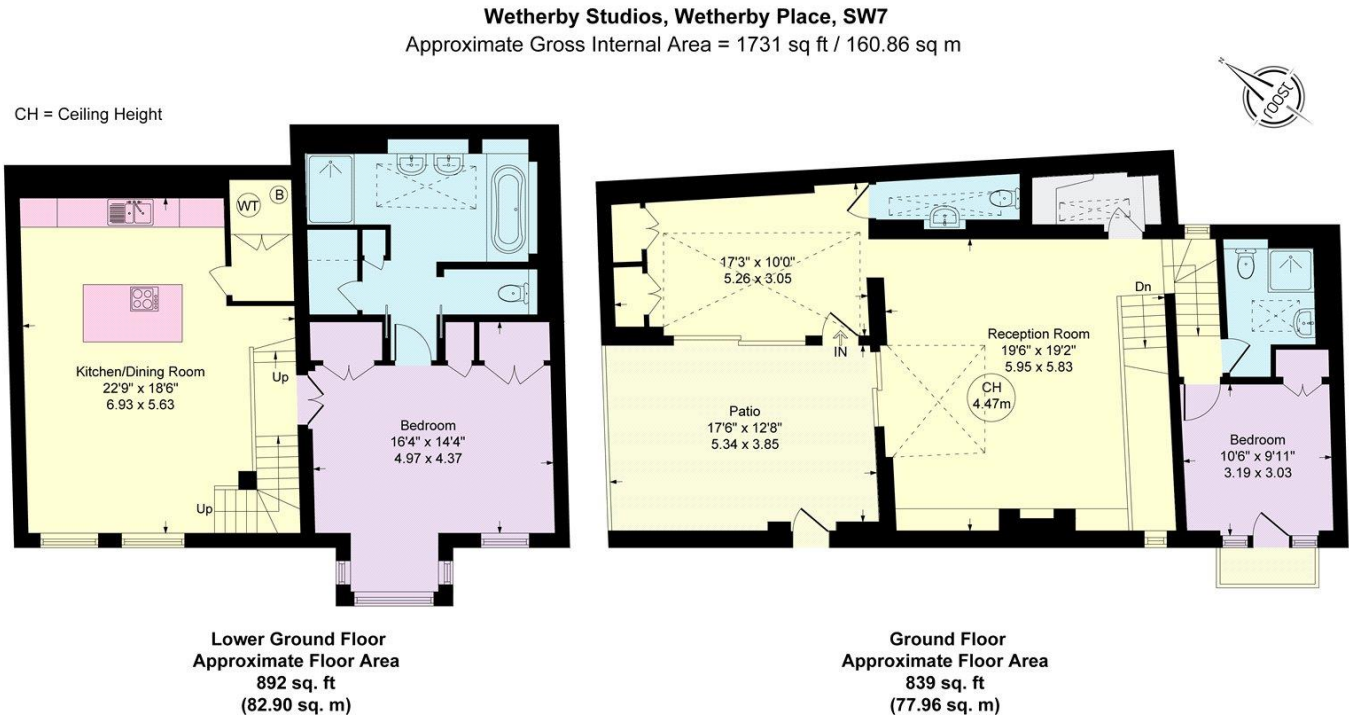 Wetherby Studios, Wetherby Place, SW7
Approximate Gross Internal Area = 1731 sq ft / 160.86 sq m
CH = Ceiling Height
N
roost
WT
B
Kitchen/Dining Room
22'9" x 18'6"
6.93 x 5.63
Up
Up
Bedroom
16'4" x 14'4"
4.97 x 4.37
17'3" x 10'0"
5.26 x 3.05
IN
Patio
17'6" x 12'8"
5.34 x 3.85
Reception Room
19'6" x 19'2"
5.95 x 5.83
CH
4.47m
Dn
Bedroom
10'6" x 9'11"
3.19 x 3.03
Lower Ground Floor
Approximate Floor Area
892 sq. ft
(82.90 sq. m)
Ground Floor
Approximate Floor Area
839 sq. ft
(77.96 sq. m)